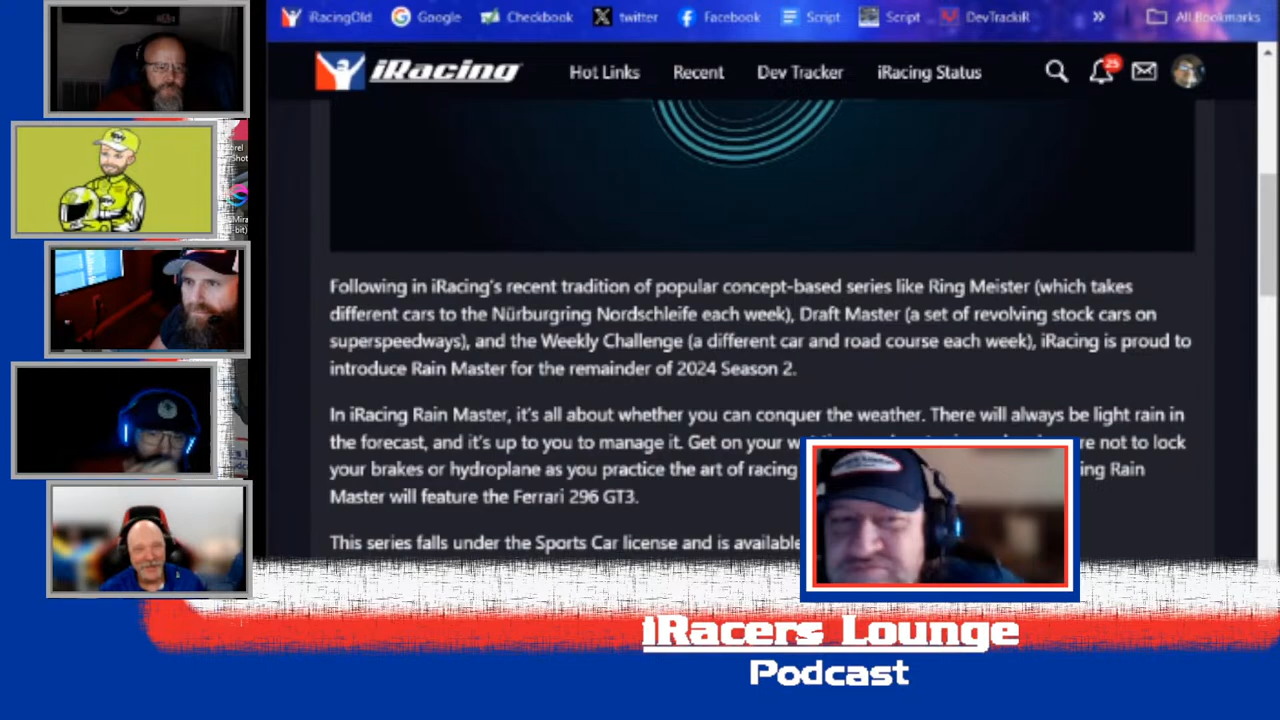 iRacingOld Google Checkbook twitter Facebook Script Script DevTrackiR » All Bookmarks
iRacing Hot Links Recent Dev Tracker iRacing Status 25
Following in iRacing's recent tradition of popular concept-based series like Ring Meister (which takes
different cars to the Nürburgring Nordschleife each week), Draft Master (a set of revolving stock cars on
superspeedways), and the Weekly Challenge (a different car and road course each week), iRacing is proud to
introduce Rain Master for the remainder of 2024 Season 2.
In iRacing Rain Master, it's all about whether you can conquer the weather. There will always be light rain in
the forecast, and it's up to you to manage it. Get on your not to lock
your brakes or hydroplane as you practice the art of racing Rain
Master will feature the Ferrari 296 GT3.
This series falls under the Sports Car license and is available
iRacers Lounge
Podcast